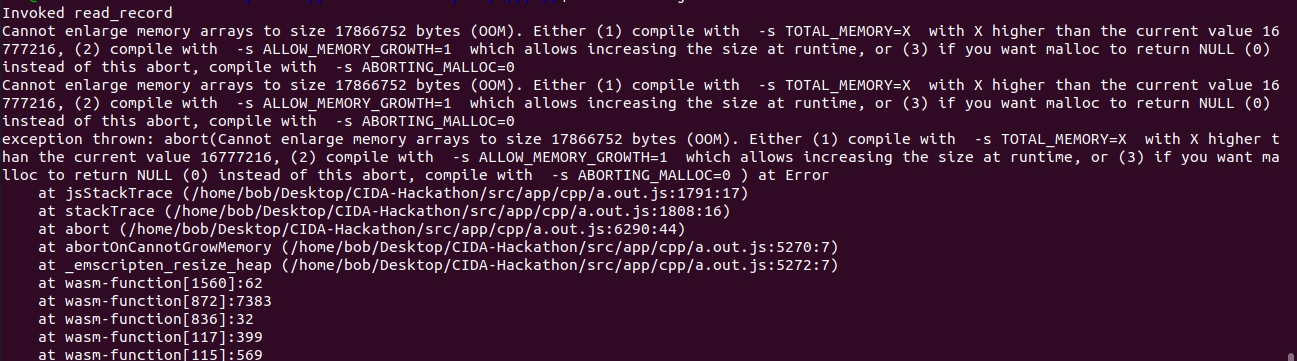 Invoked read_record
Cannot enlarge memory arrays to size 17866752 bytes (OOM). Either (1) compile with  -s TOTAL_MEMORY=X  with X higher than the current value 16
777216, (2) compile with  -s ALLOW_MEMORY_GROWTH=1  which allows increasing the size at runtime, or (3) if you want malloc to return NULL (0)
instead of this abort, compile with  -s ABORTING_MALLOC=0
Cannot enlarge memory arrays to size 17866752 bytes (OOM). Either (1) compile with  -s TOTAL_MEMORY=X  with X higher than the current value 16
777216, (2) compile with  -s ALLOW_MEMORY_GROWTH=1  which allows increasing the size at runtime, or (3) if you want malloc to return NULL (0)
instead of this abort, compile with  -s ABORTING_MALLOC=0
exception thrown: abort(Cannot enlarge memory arrays to size 17866752 bytes (OOM). Either (1) compile with  -s TOTAL_MEMORY=X  with X higher t
han the current value 16777216, (2) compile with  -s ALLOW_MEMORY_GROWTH=1  which allows increasing the size at runtime, or (3) if you want ma
lloc to return NULL (0) instead of this abort, compile with  -s ABORTING_MALLOC=0 ) at Error
    at jsStackTrace (/home/bob/Desktop/CIDA-Hackathon/src/app/cpp/a.out.js:1791:17)
    at stackTrace (/home/bob/Desktop/CIDA-Hackathon/src/app/cpp/a.out.js:1808:16)
    at abort (/home/bob/Desktop/CIDA-Hackathon/src/app/cpp/a.out.js:6290:44)
    at abortOnCannotGrowMemory (/home/bob/Desktop/CIDA-Hackathon/src/app/cpp/a.out.js:5270:7)
    at _emscripten_resize_heap (/home/bob/Desktop/CIDA-Hackathon/src/app/cpp/a.out.js:5272:7)
    at wasm-function[1560]:62
    at wasm-function[872]:7383
    at wasm-function[836]:32
    at wasm-function[117]:399
    at wasm-function[115]:569